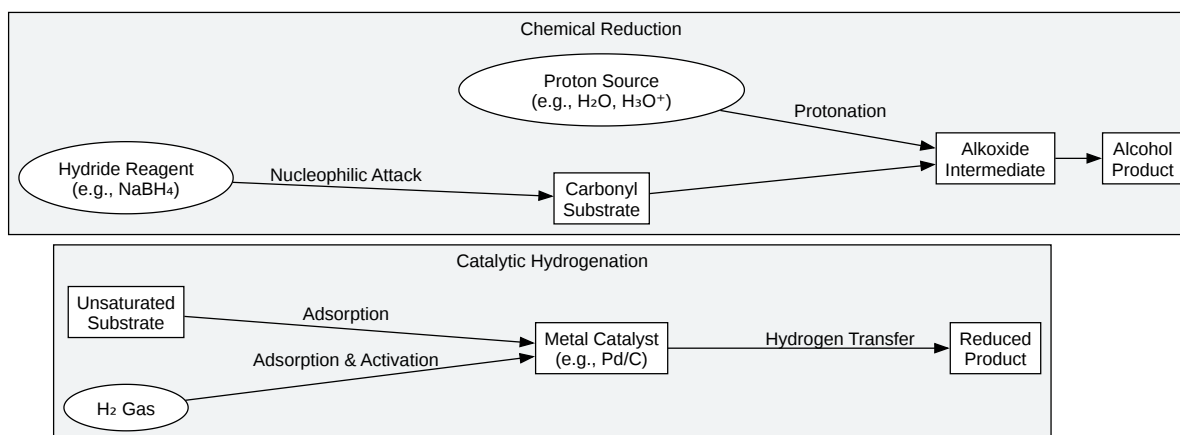 Chemical Reduction
Proton Source
(e.g., H₂O, H₃O⁺)
Protonation
Hydride Reagent
(e.g., NaBH₄)
Nucleophilic Attack
Carbonyl
Substrate
Alkoxide
Intermediate
Alcohol
Product
Catalytic Hydrogenation
Unsaturated
Substrate
Adsorption
Adsorption & Activation
H₂ Gas
Metal Catalyst
(e.g., Pd/C)
Hydrogen Transfer
Reduced
Product